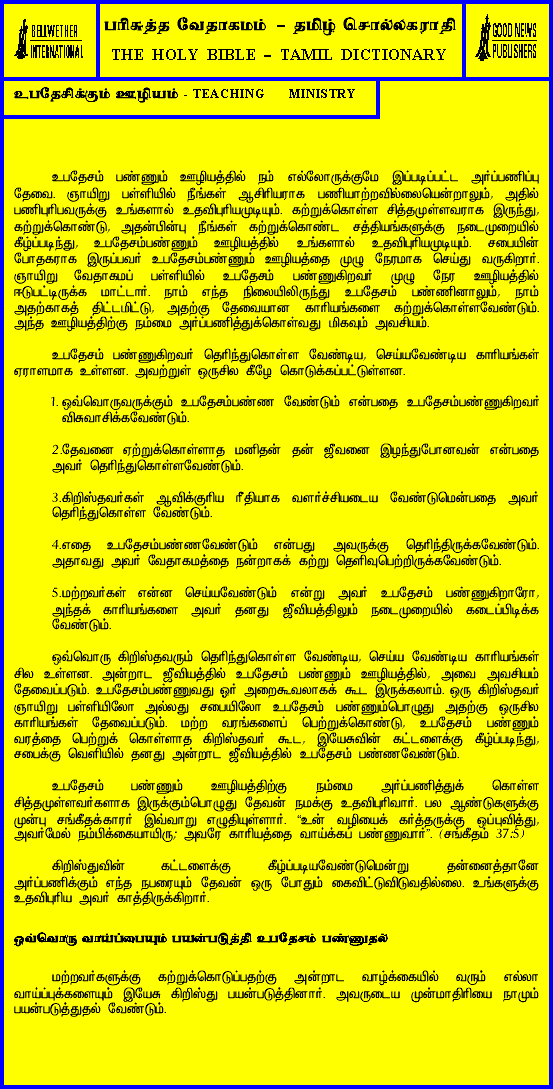 BELLWETHER
INTERNATIONAL
பரிசுத்த வேதாகமம் – தமிழ் சொல்லகராதி
THE HOLY BIBLE – TAMIL DICTIONARY
GOOD NEWS
PUBLISHERS
உபதேசிக்கும் ஊழியம் - TEACHING MINISTRY
உபதேசம் பண்ணும் ஊழியத்தில் நம் எல்லோருக்குமே இப்படிப்பட்ட அர்ப்பணிப்பு
தேவை. ஞாயிறு பள்ளியில் நீங்கள் ஆசிரியராக பணியாற்றவில்லையென்றாலும், அதில்
பணிபுரிபவருக்கு உங்களால் உதவிபுரியமுடியும். கற்றுக்கொள்ள சித்தமுள்ளவராக இருந்து,
கற்றுக்கொண்டு, அதன்பின்பு நீங்கள் கற்றுக்கொண்ட சத்தியங்களுக்கு நடைமுறையில்
கீழ்ப்படிந்து, உபதேசம்பண்ணும் ஊழியத்தில் உங்களால் உதவிபுரியமுடியும். சபையின்
போதகராக இருப்பவர் உபதேசம்பண்ணும் ஊழியத்தை முழு நேரமாக செய்து வருகிறார்.
ஞாயிறு வேதாகமப் பள்ளியில் உபதேசம் பண்ணுகிறவர் முழு நேர ஊழியத்தில்
ஈடுபட்டிருக்க மாட்டார். நாம் எந்த நிலையிலிருந்து உபதேசம் பண்ணினாலும், நாம்
அதற்காகத் திட்டமிட்டு, அதற்கு தேவையான காரியங்களை கற்றுக்கொள்ளவேண்டும்.
அந்த ஊழியத்திற்கு நம்மை அர்ப்பணித்துக்கொள்வது மிகவும் அவசியம்.
உபதேசம் பண்ணுகிறவர் தெரிந்துகொள்ள வேண்டிய, செய்யவேண்டிய காரியங்கள்
ஏராளமாக உள்ளன. அவற்றுள் ஒருசில கீழே கொடுக்கப்பட்டுள்ளன.
1. ஒவ்வொருவருக்கும் உபதேசம்பண்ண வேண்டும் என்பதை உபதேசம்பண்ணுகிறவர்
விசுவாசிக்கவேண்டும்.
2.தேவனை ஏற்றுக்கொள்ளாத மனிதன் தன் ஜீவனை இழந்துபோனவன் என்பதை
அவர் தெரிந்துகொள்ளவேண்டும்.
3.கிறிஸ்தவர்கள் ஆவிக்குரிய ரீதியாக வளர்ச்சியடைய வேண்டுமென்பதை அவர்
தெரிந்துகொள்ள வேண்டும்.
4.எதை உபதேசம்பண்ணவேண்டும் என்பது அவருக்கு தெரிந்திருக்கவேண்டும்.
அதாவது அவர் வேதாகமத்தை நன்றாகக் கற்று தெளிவுபெற்றிருக்கவேண்டும்.
5.மற்றவர்கள் என்ன செய்யவேண்டும் என்று அவர் உபதேசம் பண்ணுகிறாரோ,
அந்தக் காரியங்களை அவர் தனது ஜீவியத்திலும் நடைமுறையில் கடைப்பிடிக்க
வேண்டும்.
ஒவ்வொரு கிறிஸ்தவரும் தெரிந்துகொள்ள வேண்டிய, செய்ய வேண்டிய காரியங்கள்
சில உள்ளன. அன்றாட ஜீவியத்தில் உபதேசம் பண்ணும் ஊழியத்தில், அவை அவசியம்
தேவைப்படும். உபதேசம்பண்ணுவது ஓர் அறைகூவலாகக் கூட இருக்கலாம். ஒரு கிறிஸ்தவர்
ஞாயிறு பள்ளியிலோ அல்லது சபையிலோ உபதேசம் பண்ணும்பொழுது அதற்கு ஒருசில
காரியங்கள் தேவைப்படும். மற்ற வரங்களைப் பெற்றுக்கொண்டு, உபதேசம் பண்ணும்
வரத்தை பெற்றுக் கொள்ளாத கிறிஸ்தவர் கூட, இயேசுவின் கட்டளைக்கு கீழ்ப்படிந்து,
சபைக்கு வெளியில் தனது அன்றாட ஜீவியத்தில் உபதேசம் பண்ணவேண்டும்.
உபதேசம் பண்ணும் ஊழியத்திற்கு நம்மை அர்ப்பணித்துக் கொள்ள
சித்தமுள்ளவர்களாக இருக்கும்பொழுது தேவன் நமக்கு உதவிபுரிவார். பல ஆண்டுகளுக்கு
முன்பு சங்கீதக்காரர் இவ்வாறு எழுதியுள்ளார். “உன் வழியைக் கர்த்தருக்கு ஒப்புவித்து,
அவர்மேல் நம்பிக்கையாயிரு; அவரே காரியத்தை வாய்க்கப் பண்ணுவார்”. (சங்கீதம் 37:5)
கிறிஸ்துவின் கட்டளைக்கு கீழ்ப்படியவேண்டுமென்று தன்னைத்தானே
அர்ப்பணிக்கும் எந்த நபரையும் தேவன் ஒரு போதும் கைவிட்டுவிடுவதில்லை. உங்களுக்கு
உதவிபுரிய அவர் காத்திருக்கிறார்.
ஒவ்வொரு வாய்ப்பையும் பயன்படுத்தி உபதேசம் பண்ணுதல்
மற்றவர்களுக்கு கற்றுக்கொடுப்பதற்கு அன்றாட வாழ்க்கையில் வரும் எல்லா
வாய்ப்புக்களையும் இயேசு கிறிஸ்து பயன்படுத்தினார். அவருடைய முன்மாதிரியை நாமும்
பயன்படுத்துதல் வேண்டும்.